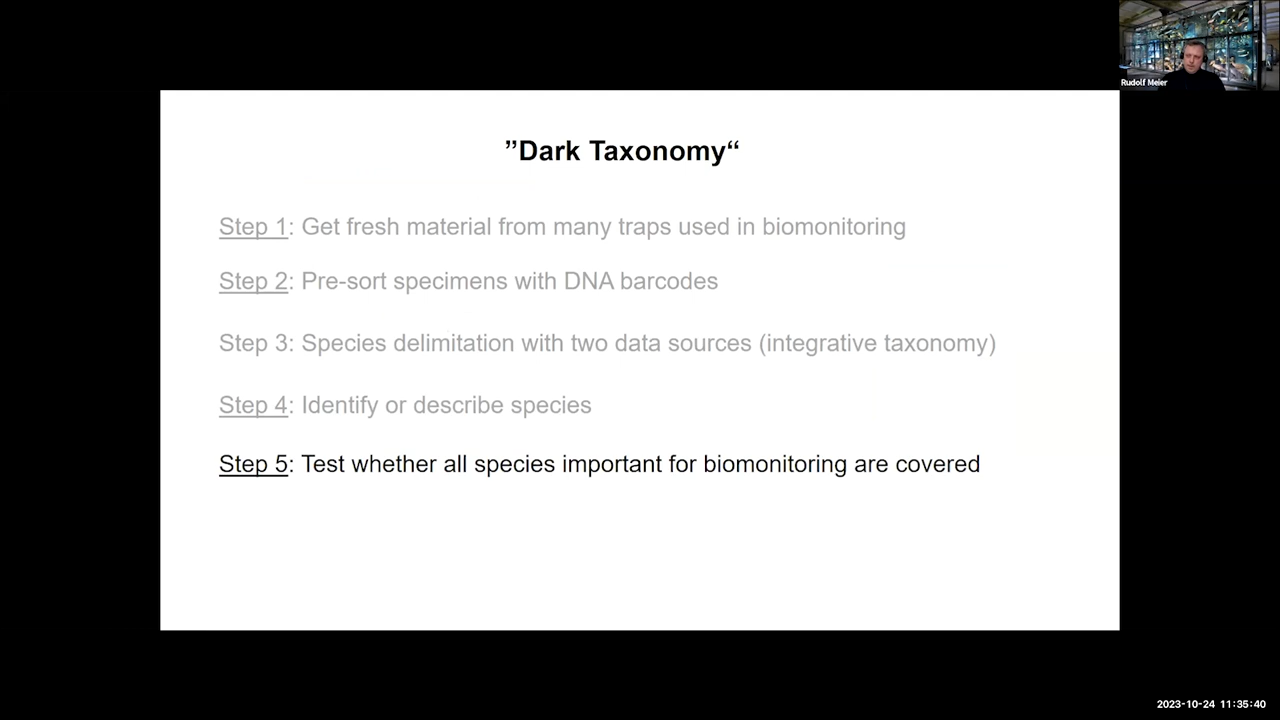 Rudolf Meier
”Dark Taxonomy“
Step 1: Get fresh material from many traps used in biomonitoring
Step 2: Pre-sort specimens with DNA barcodes
Step 3: Species delimitation with two data sources (integrative taxonomy)
Step 4: Identify or describe species
Step 5: Test whether all species important for biomonitoring are covered
2023-10-24 11:35:40